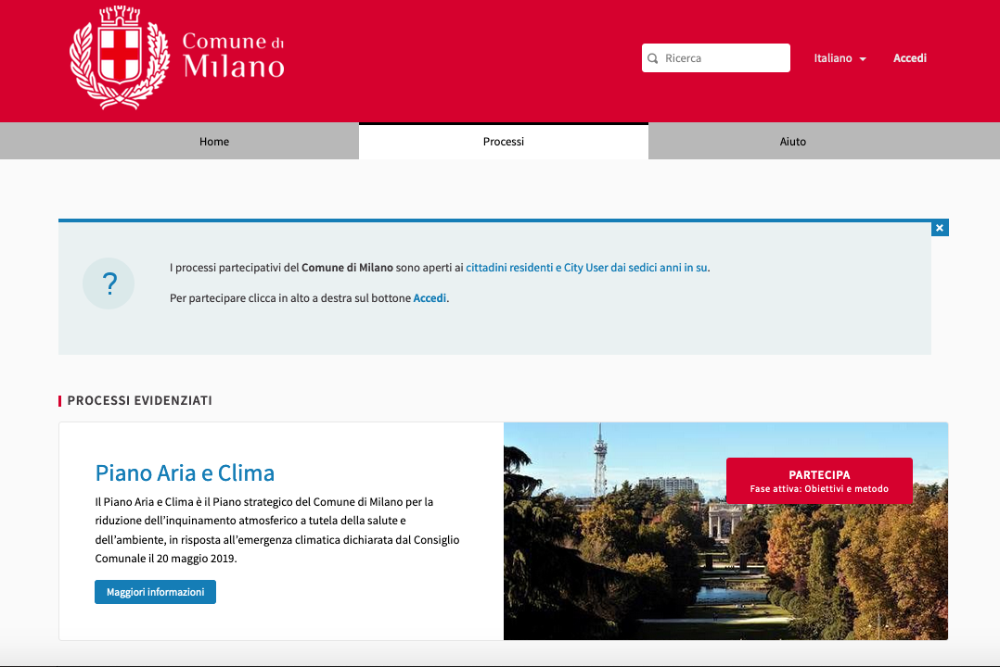 Comune di
Milano
Ricerca
Italiano
Accedi
Home
Processi
Aiuto
?
I processi partecipativi del Comune di Milano sono aperti ai cittadini residenti e City User dai sedici anni in su.
Per partecipare clicca in alto a destra sul bottone Accedi.
PROCESSI EVIDENZIATI
Piano Aria e Clima
Il Piano Aria e Clima è il Piano strategico del Comune di Milano per la
riduzione dell’inquinamento atmosferico a tutela della salute e
dell’ambiente, in risposta all’emergenza climatica dichiarata dal Consiglio
Comunale il 20 maggio 2019.
Maggiori informazioni
PARTECIPA
Fase attiva: Obiettivi e metodo